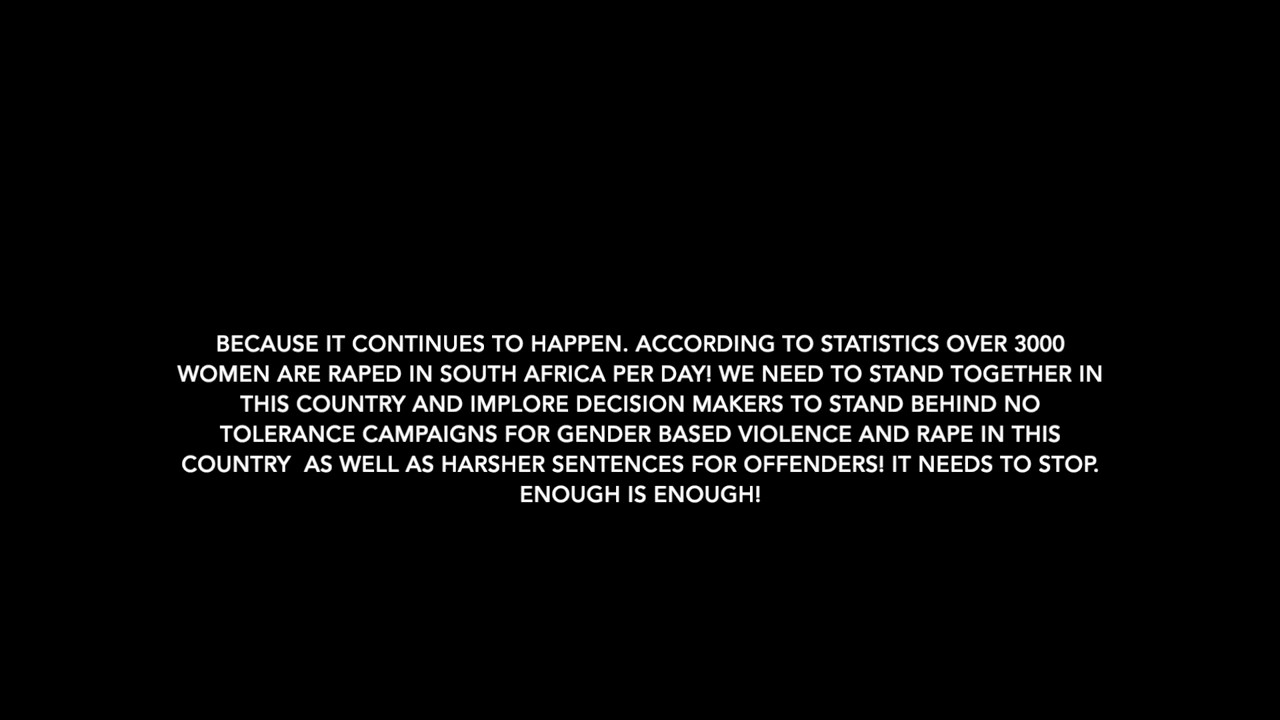 BECAUSE IT CONTINUES TO HAPPEN. ACCORDING TO STATISTICS OVER 3000
WOMEN ARE RAPED IN SOUTH AFRICA PER DAY! WE NEED TO STAND TOGETHER IN
THIS COUNTRY AND IMPLORE DECISION MAKERS TO STAND BEHIND NO
TOLERANCE CAMPAIGNS FOR GENDER BASED VIOLENCE AND RAPE IN THIS
COUNTRY  AS WELL AS HARSHER SENTENCES FOR OFFENDERS! IT NEEDS TO STOP.
ENOUGH IS ENOUGH!